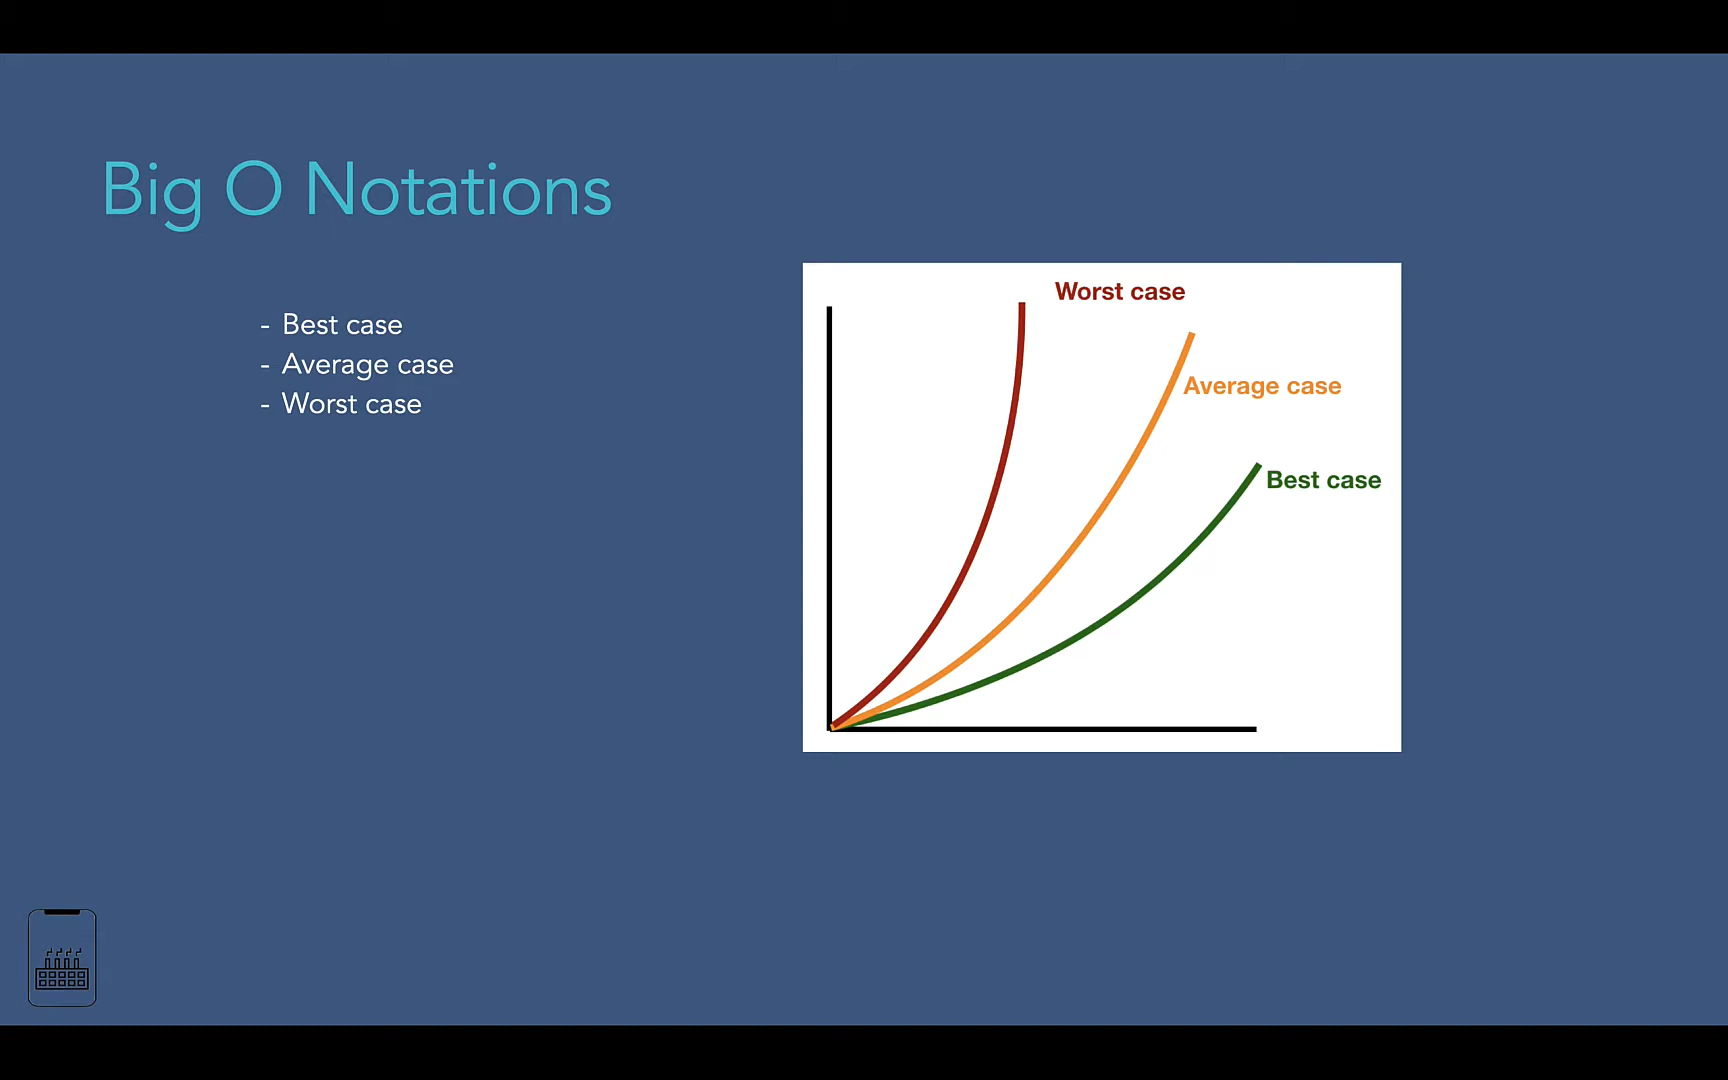 Big O Notations
- Best case
- Average case
- Worst case
Worst case
Average case
Best case